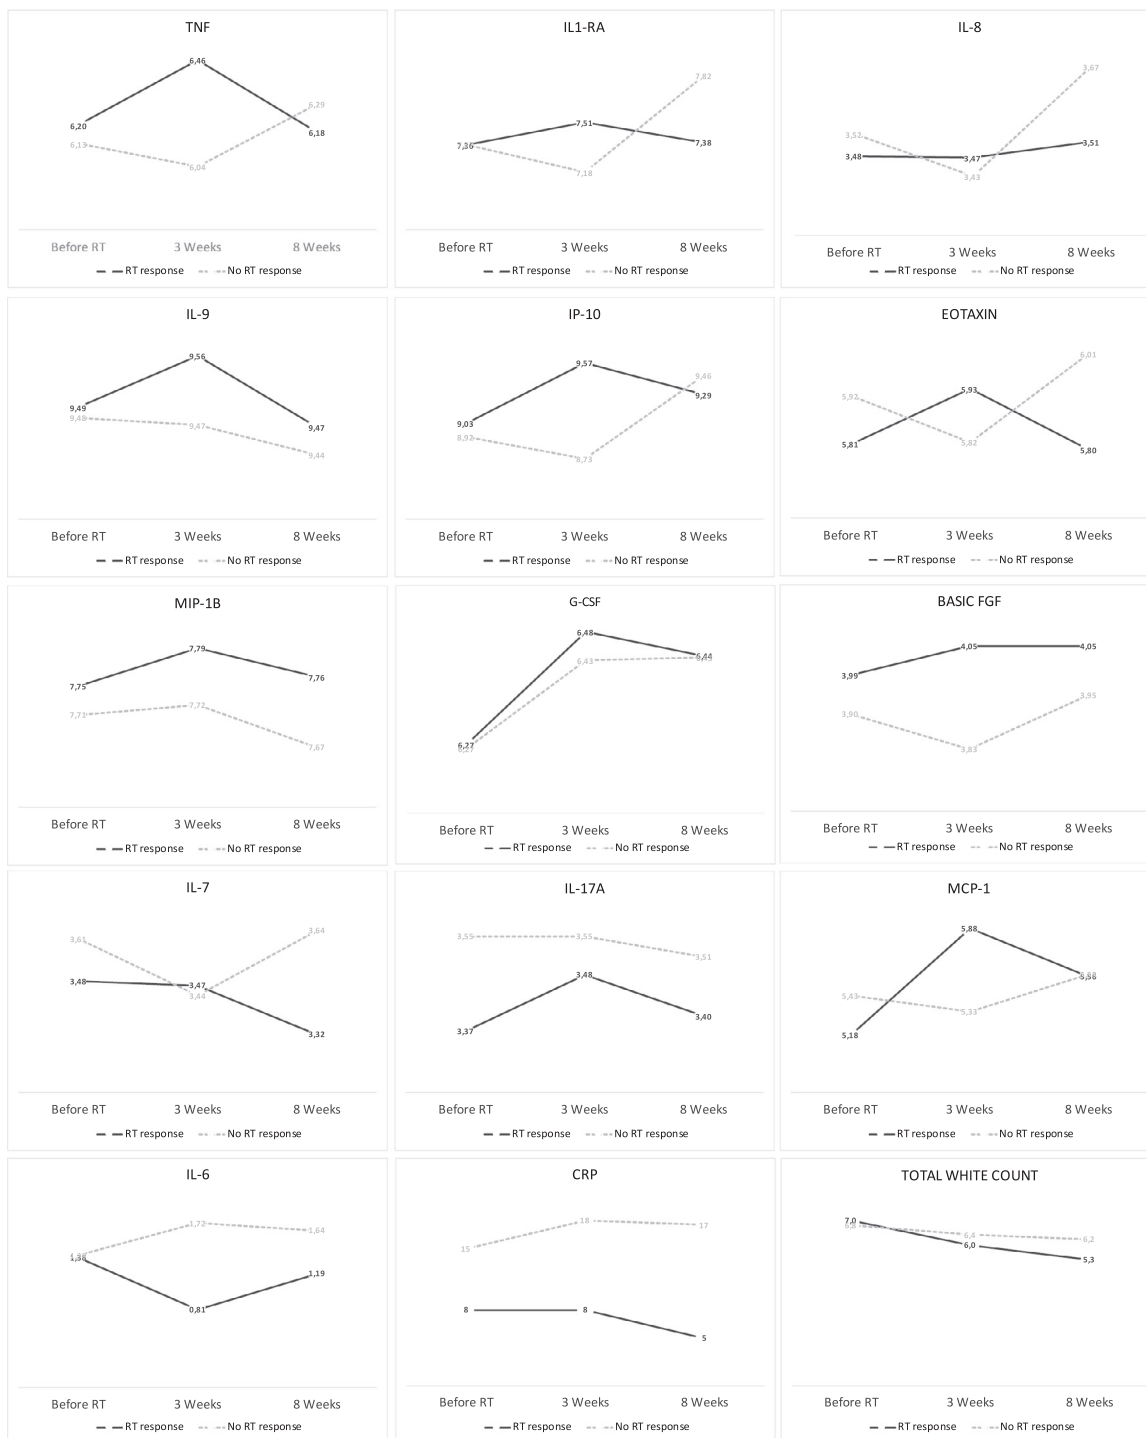 TNF
6,46
6,29
6,20
6,18
6,13
6,04
Before RT 3 Weeks 8 Weeks
RT response No RT response
IL1-RA
7,82
7,51
7,36
7,38
7,18
Before RT 3 Weeks 8 Weeks
RT response No RT response
IL-8
3,67
3,52
3,51
3,48
3,47
3,43
Before RT 3 Weeks 8 Weeks
RT response No RT response
IL-9
9,56
9,49
9,48
9,47
9,47
9,44
Before RT 3 Weeks 8 Weeks
RT response No RT response
IP-10
9,57
9,46
9,29
9,03
8,92
8,73
Before RT 3 Weeks 8 Weeks
RT response No RT response
EOTAXIN
6,01
5,93
5,92
5,81
5,82
5,80
Before RT 3 Weeks 8 Weeks
RT response No RT response
MIP-1B
7,79
7,76
7,75
7,71
7,72
7,67
Before RT 3 Weeks 8 Weeks
RT response No RT response
G-CSF
6,48
6,44
6,43
6,27
6,27
Before RT 3 Weeks 8 Weeks
RT response No RT response
BASIC FGF
4,05
4,05
3,99
3,95
3,90
3,83
Before RT 3 Weeks 8 Weeks
RT response No RT response
IL-7
3,64
3,61
3,48
3,47
3,44
3,32
Before RT 3 Weeks 8 Weeks
RT response No RT response
IL-17A
3,55
3,55
3,51
3,48
3,40
3,37
Before RT 3 Weeks 8 Weeks
RT response No RT response
MCP-1
5,88
5,56
5,43
5,33
5,18
Before RT 3 Weeks 8 Weeks
RT response No RT response
IL-6
1,72
1,64
1,36
1,19
0,81
Before RT 3 Weeks 8 Weeks
RT response No RT response
CRP
18
17
15
8
8
5
Before RT 3 Weeks 8 Weeks
RT response No RT response
TOTAL WHITE COUNT
7,0
6,4
6,2
6,0
5,3
Before RT 3 Weeks 8 Weeks
RT response No RT response